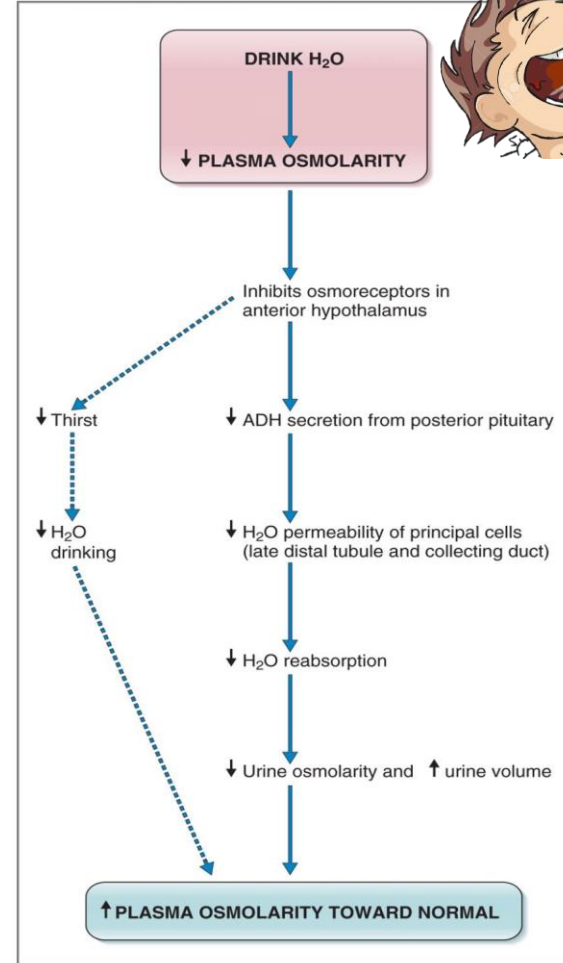 DRINK H₂O
↓ PLASMA OSMOLARITY
Inhibits osmoreceptors in
anterior hypothalamus
↓ Thirst
↓ ADH secretion from posterior pituitary
↓ H₂O
drinking
↓ H₂O permeability of principal cells
(late distal tubule and collecting duct)
↓ H₂O reabsorption
↓ Urine osmolarity and ↑ urine volume
↑ PLASMA OSMOLARITY TOWARD NORMAL